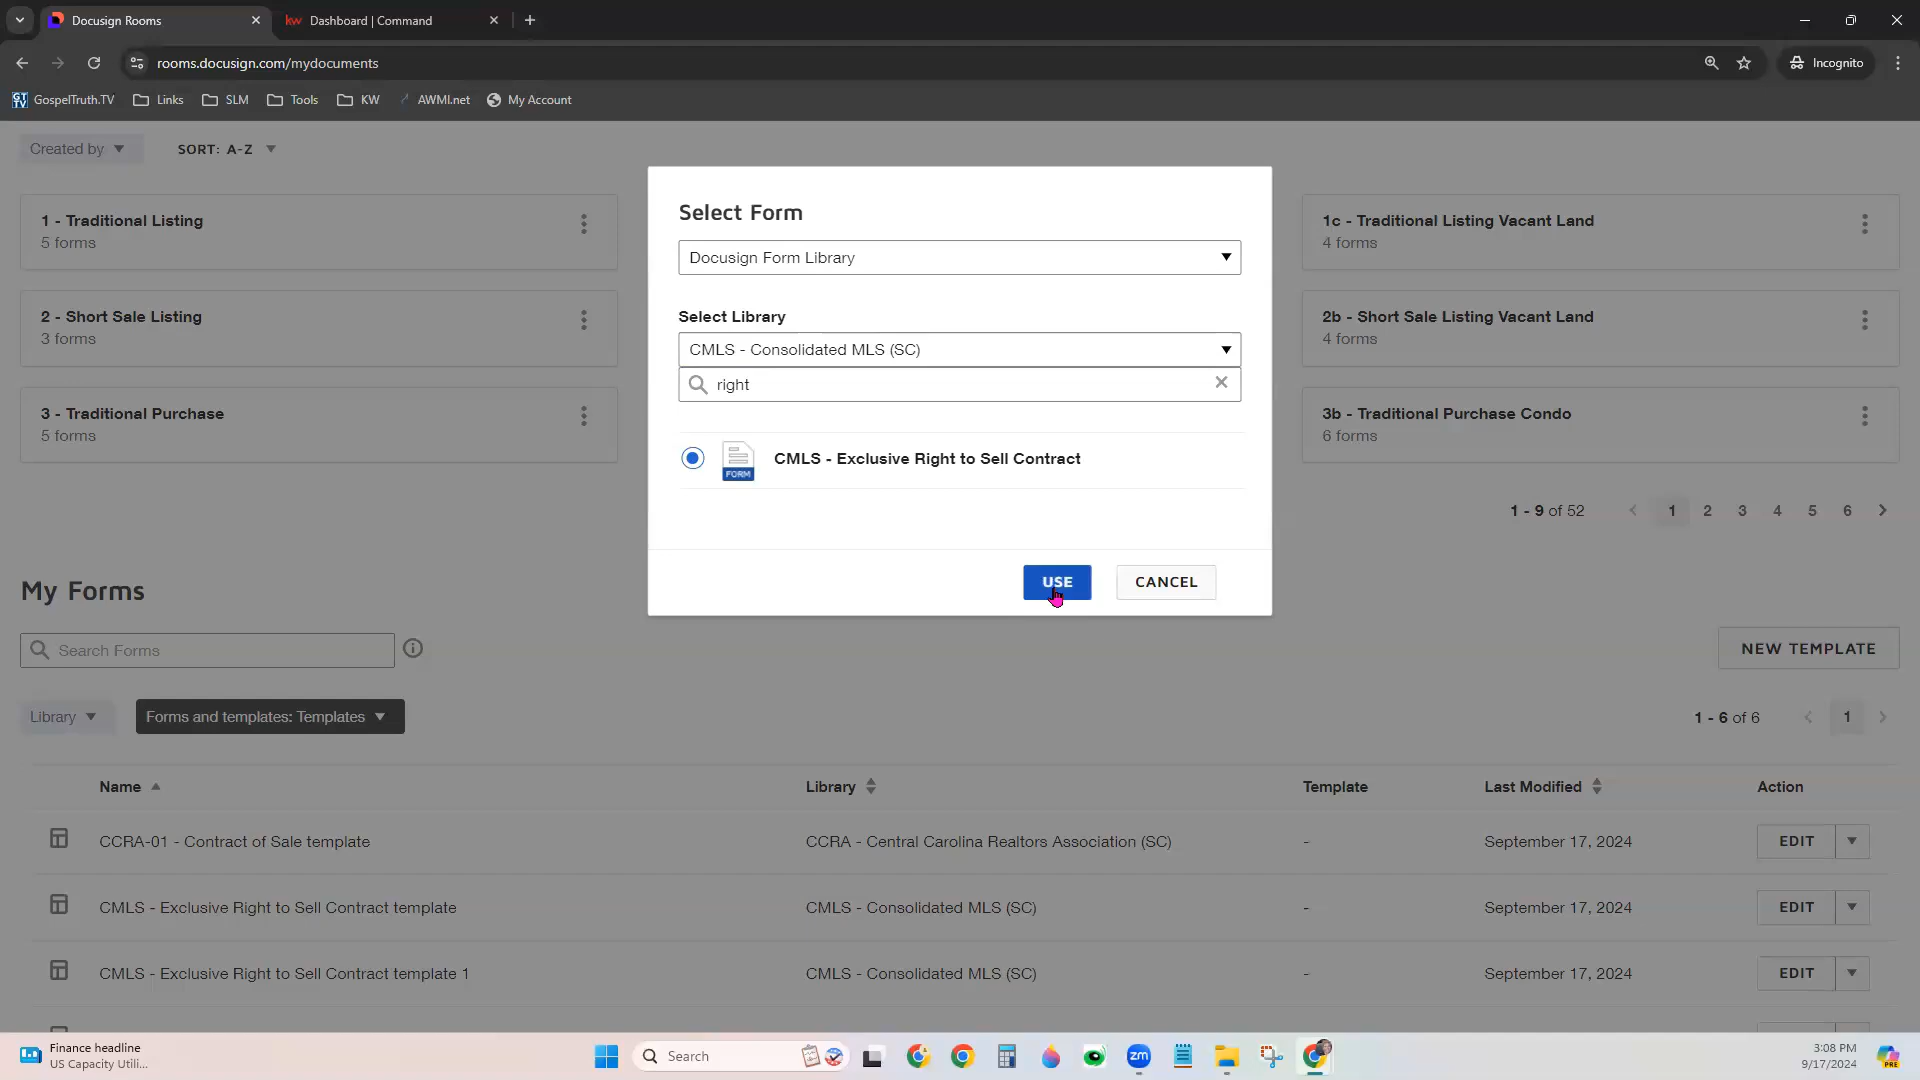 Docusign Rooms
kw Dashboard | Command
rooms.docusign.com/mydocuments
Incognito
GT TV GospelTruth.TV
Links
SLM
Tools
KW
AWMI.net
My Account
Created by
SORT: A-Z
1 - Traditional Listing
5 forms
1c - Traditional Listing Vacant Land
4 forms
2 - Short Sale Listing
3 forms
2b - Short Sale Listing Vacant Land
4 forms
3 - Traditional Purchase
5 forms
3b - Traditional Purchase Condo
6 forms
Select Form
Docusign Form Library
Select Library
CMLS - Consolidated MLS (SC)
right
FORM
CMLS - Exclusive Right to Sell Contract
USE
CANCEL
1 - 9 of 52
1 2 3 4 5 6
My Forms
Search Forms
NEW TEMPLATE
Library
Forms and templates: Templates
1 - 6 of 6
1
Name Library Template Last Modified Action
CCRA-01 - Contract of Sale template CCRA - Central Carolina Realtors Association (SC) - September 17, 2024 EDIT
CMLS - Exclusive Right to Sell Contract template CMLS - Consolidated MLS (SC) - September 17, 2024 EDIT
CMLS - Exclusive Right to Sell Contract template 1 CMLS - Consolidated MLS (SC) - September 17, 2024 EDIT
Finance headline
US Capacity Utili...
Search
zm
3:08 PM
9/17/2024
PRE